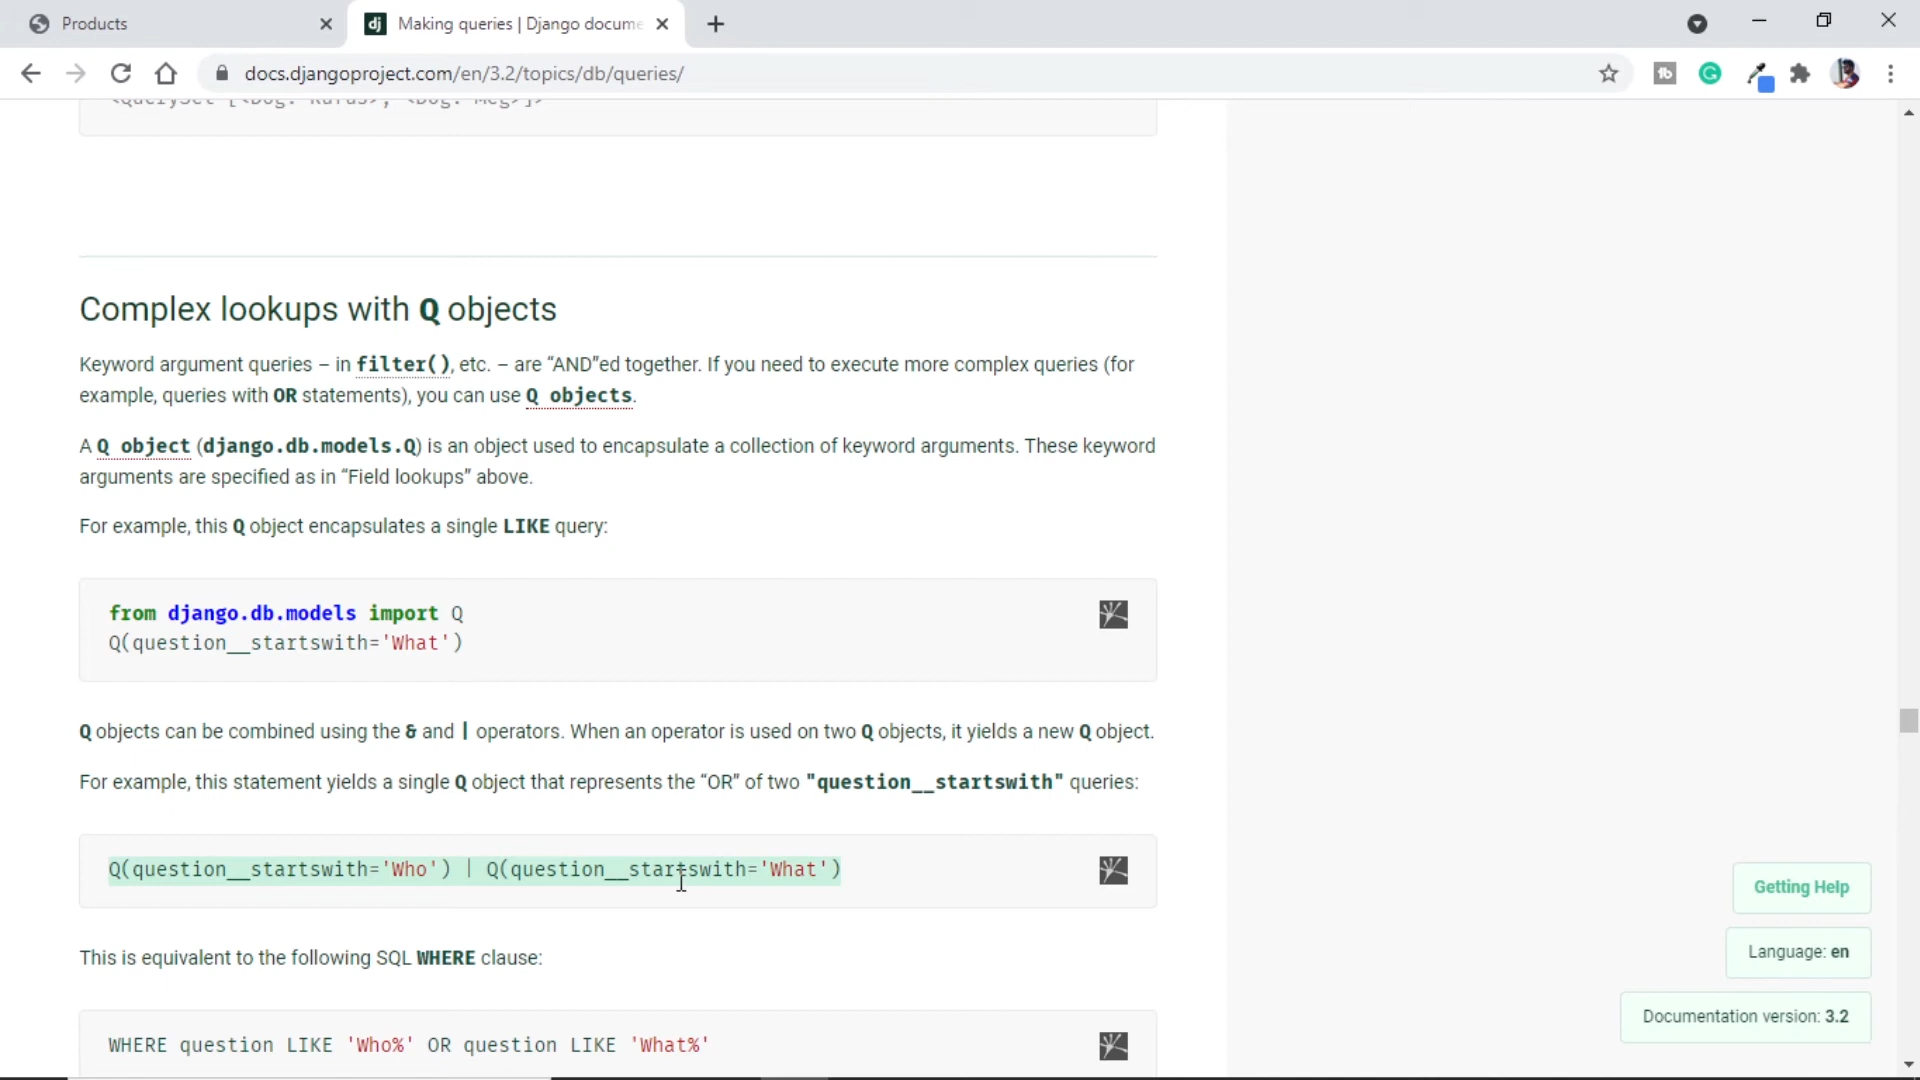 Products
Making queries | Django docume
docs.djangoproject.com/en/3.2/topics/db/queries/
<QuerySet [<Dog: Rufus>, <Dog: Meg>]>
Complex lookups with Q objects
Keyword argument queries – in filter(), etc. – are “AND”ed together. If you need to execute more complex queries (for
example, queries with OR statements), you can use Q objects.
A Q object (django.db.models.Q) is an object used to encapsulate a collection of keyword arguments. These keyword
arguments are specified as in “Field lookups” above.
For example, this Q object encapsulates a single LIKE query:
from django.db.models import Q
Q(question__startswith='What')
Q objects can be combined using the & and | operators. When an operator is used on two Q objects, it yields a new Q object.
For example, this statement yields a single Q object that represents the “OR” of two "question__startswith" queries:
Q(question__startswith='Who') | Q(question__startswith='What')
This is equivalent to the following SQL WHERE clause:
WHERE question LIKE 'Who%' OR question LIKE 'What%'
Getting Help
Language: en
Documentation version: 3.2